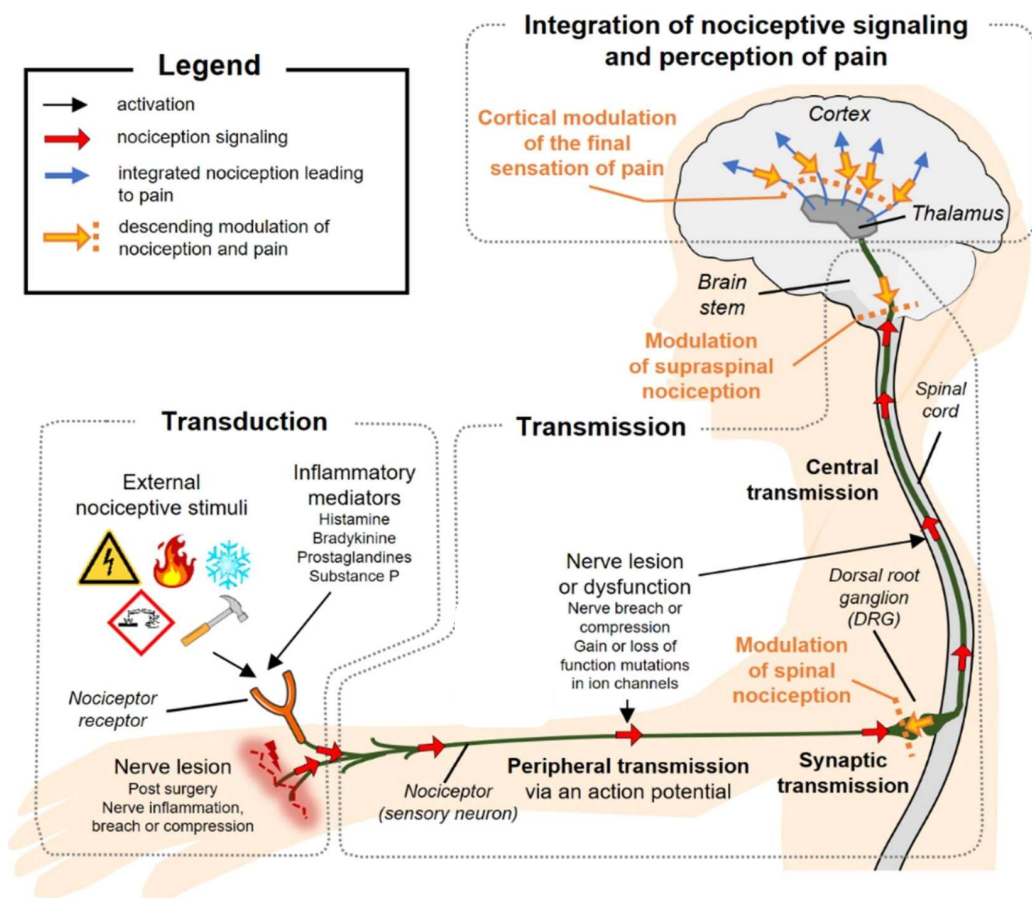 Integration of nociceptive signaling
and perception of pain
Legend
activation
nociception signaling
integrated nociception leading
to pain
descending modulation of
nociception and pain
Cortical modulation
of the final
sensation of pain
Cortex
Thalamus
Brain
stem
Modulation
of supraspinal
nociception
Spinal
cord
Transduction
External
nociceptive stimuli
Inflammatory
mediators
Histamine
Bradykinine
Prostaglandines
Substance P
Nociceptor
receptor
Nerve lesion
Post surgery
Nerve inflammation,
breach or compression
Transmission
Central
transmission
Nerve lesion
or dysfunction
Nerve breach or
compression
Gain or loss of
function mutations
in ion channels
Dorsal root
ganglion
(DRG)
Modulation
of spinal
nociception
Nociceptor
(sensory neuron)
Peripheral transmission
via an action potential
Synaptic
transmission